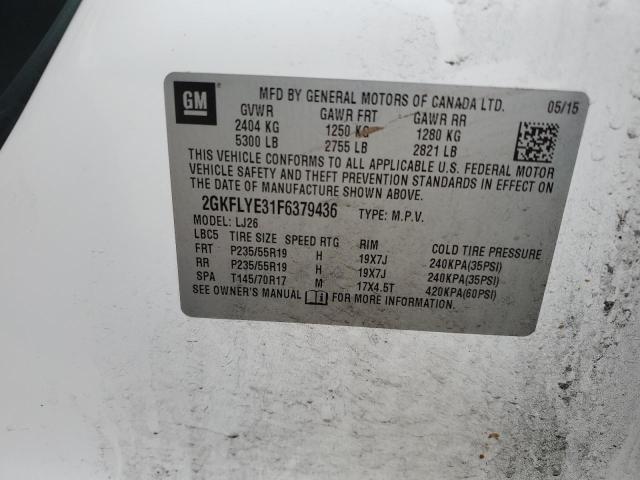 GM
MFD BY GENERAL MOTORS OF CANADA LTD. 05/15
GVWR GAWR FRT GAWR RR
2404 KG 1250 KG 1280 KG
5300 LB 2755 LB 2821 LB
THIS VEHICLE CONFORMS TO ALL APPLICABLE U.S. FEDERAL MOTOR
VEHICLE SAFETY AND THEFT PREVENTION STANDARDS IN EFFECT ON
THE DATE OF MANUFACTURE SHOWN ABOVE.
2GKFLYE31F6379436 TYPE: M.P.V.
MODEL: LJ26
LBC5 TIRE SIZE SPEED RTG RIM COLD TIRE PRESSURE
FRT P235/55R19 H 19X7J 240KPA(35PSI)
RR P235/55R19 H 19X7J 240KPA(35PSI)
SPA T145/70R17 M 17X4.5T 420KPA(60PSI)
SEE OWNER'S MANUAL FOR MORE INFORMATION.